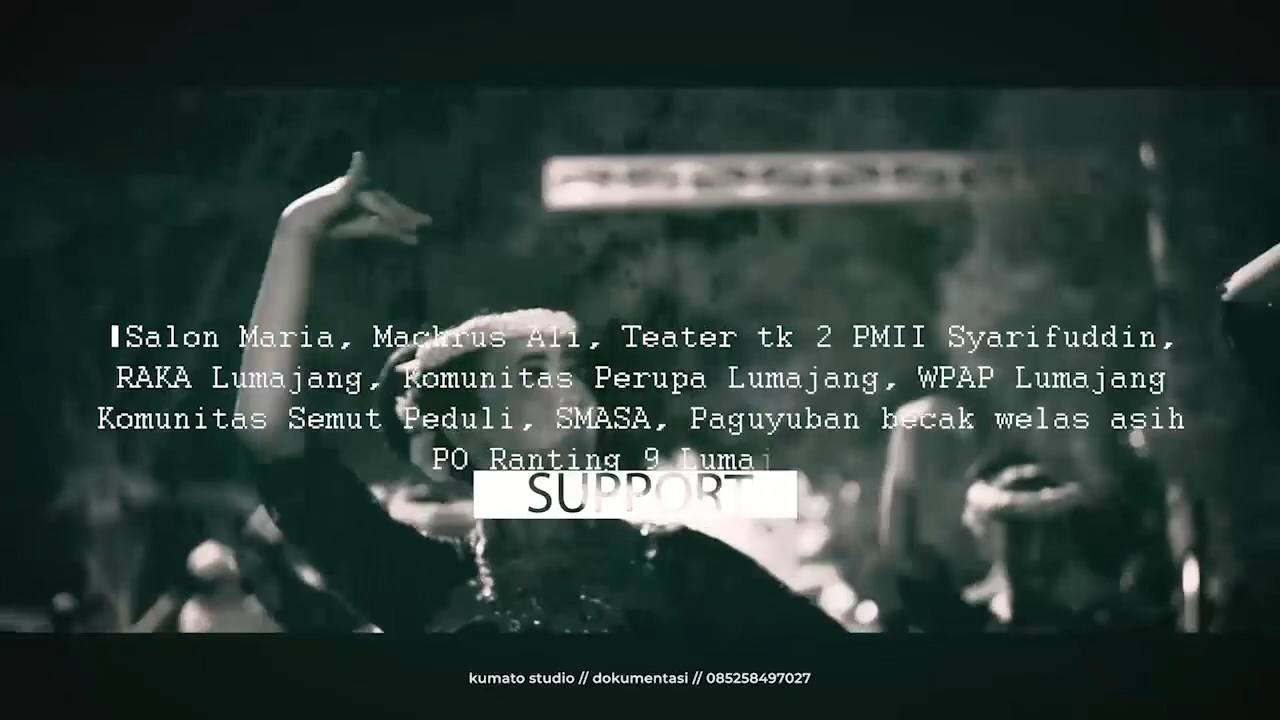 Salon Maria, Machrus Ali, Teater tk 2 PMII Syarifuddin,
RAKA Lumajang, Komunitas Perupa Lumajang, WPAP Lumajang
Komunitas Semut Peduli, SMASA, Paguyuban becak welas asih
PO Ranting 9 Lumaj
SUPPORT
kumato studio // dokumentasi // 085258497027